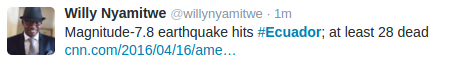 Willy Nyamitwe @willynyamitwe · 1m
Magnitude-7.8 earthquake hits #Ecuador; at least 28 dead
cnn.com/2016/04/16/ame…